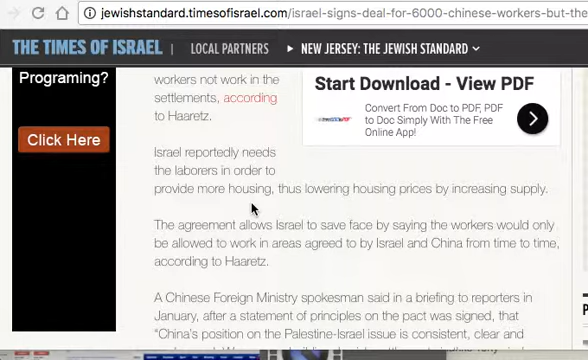 jewishstandard.timesofisrael.com/israel-signs-deal-for-6000-chinese-workers-but-the
THE TIMES OF ISRAEL | LOCAL PARTNERS ▸ NEW JERSEY: THE JEWISH STANDARD
Programing?
Click Here
workers not work in the
settlements, according
to Haaretz.
Start Download - View PDF
Convert From Doc to PDF, PDF
to Doc Simply With The Free
Online App!
Israel reportedly needs
the laborers in order to
provide more housing, thus lowering housing prices by increasing supply.
The agreement allows Israel to save face by saying the workers would only
be allowed to work in areas agreed to by Israel and China from time to time,
according to Haaretz.
A Chinese Foreign Ministry spokesman said in a briefing to reporters in
January, after a statement of principles on the pact was signed, that
"China's position on the Palestine-Israel issue is consistent, clear and